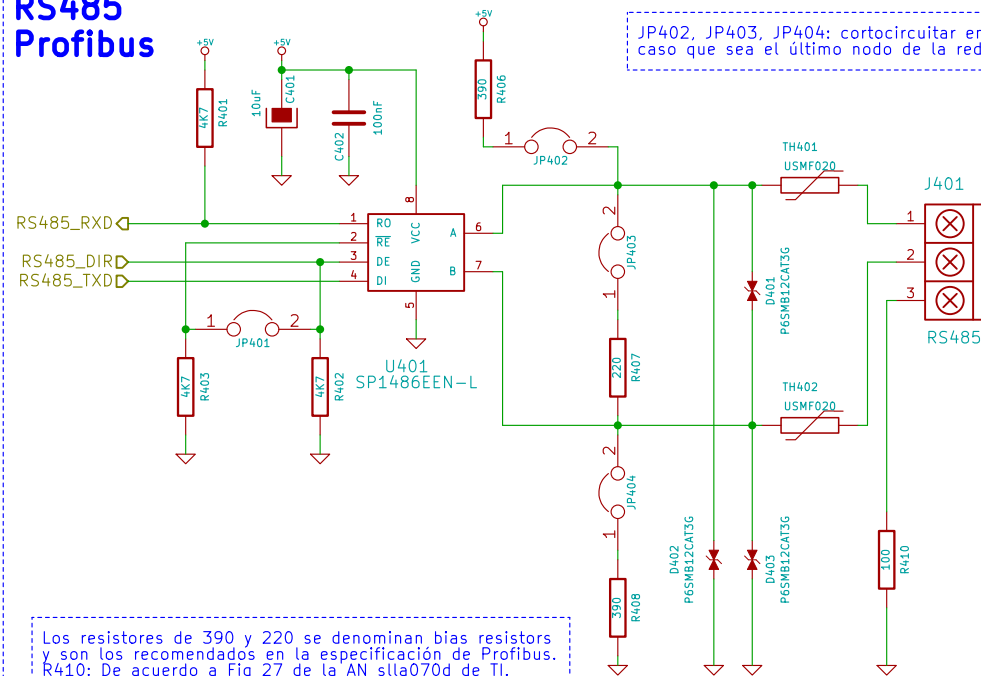 RS485
Profibus
JP402, JP403, JP404: cortocircuitar en
caso que sea el último nodo de la red
+5V
+5V
+5V
4K7
R401
10uF
C401
C402
100nF
390
R406
1
2
JP402
RS485_RXD
RS485_DIR
RS485_TXD
1
2
3
4
RO
RE
DE
DI
VCC
GND
A
B
8
5
6
7
U401
SP1486EEN-L
1
2
JP401
4K7
R403
4K7
R402
2
1
JP403
220
R407
2
1
JP404
390
R408
D401
P6SMB12CAT3G
D402
P6SMB12CAT3G
D403
P6SMB12CAT3G
TH401
USMF020
TH402
USMF020
J401
1
2
3
RS485
100
R410
Los resistores de 390 y 220 se denominan bias resistors
y son los recomendados en la especificación de Profibus.
R410: De acuerdo a Fig 27 de la AN slla070d de TI.